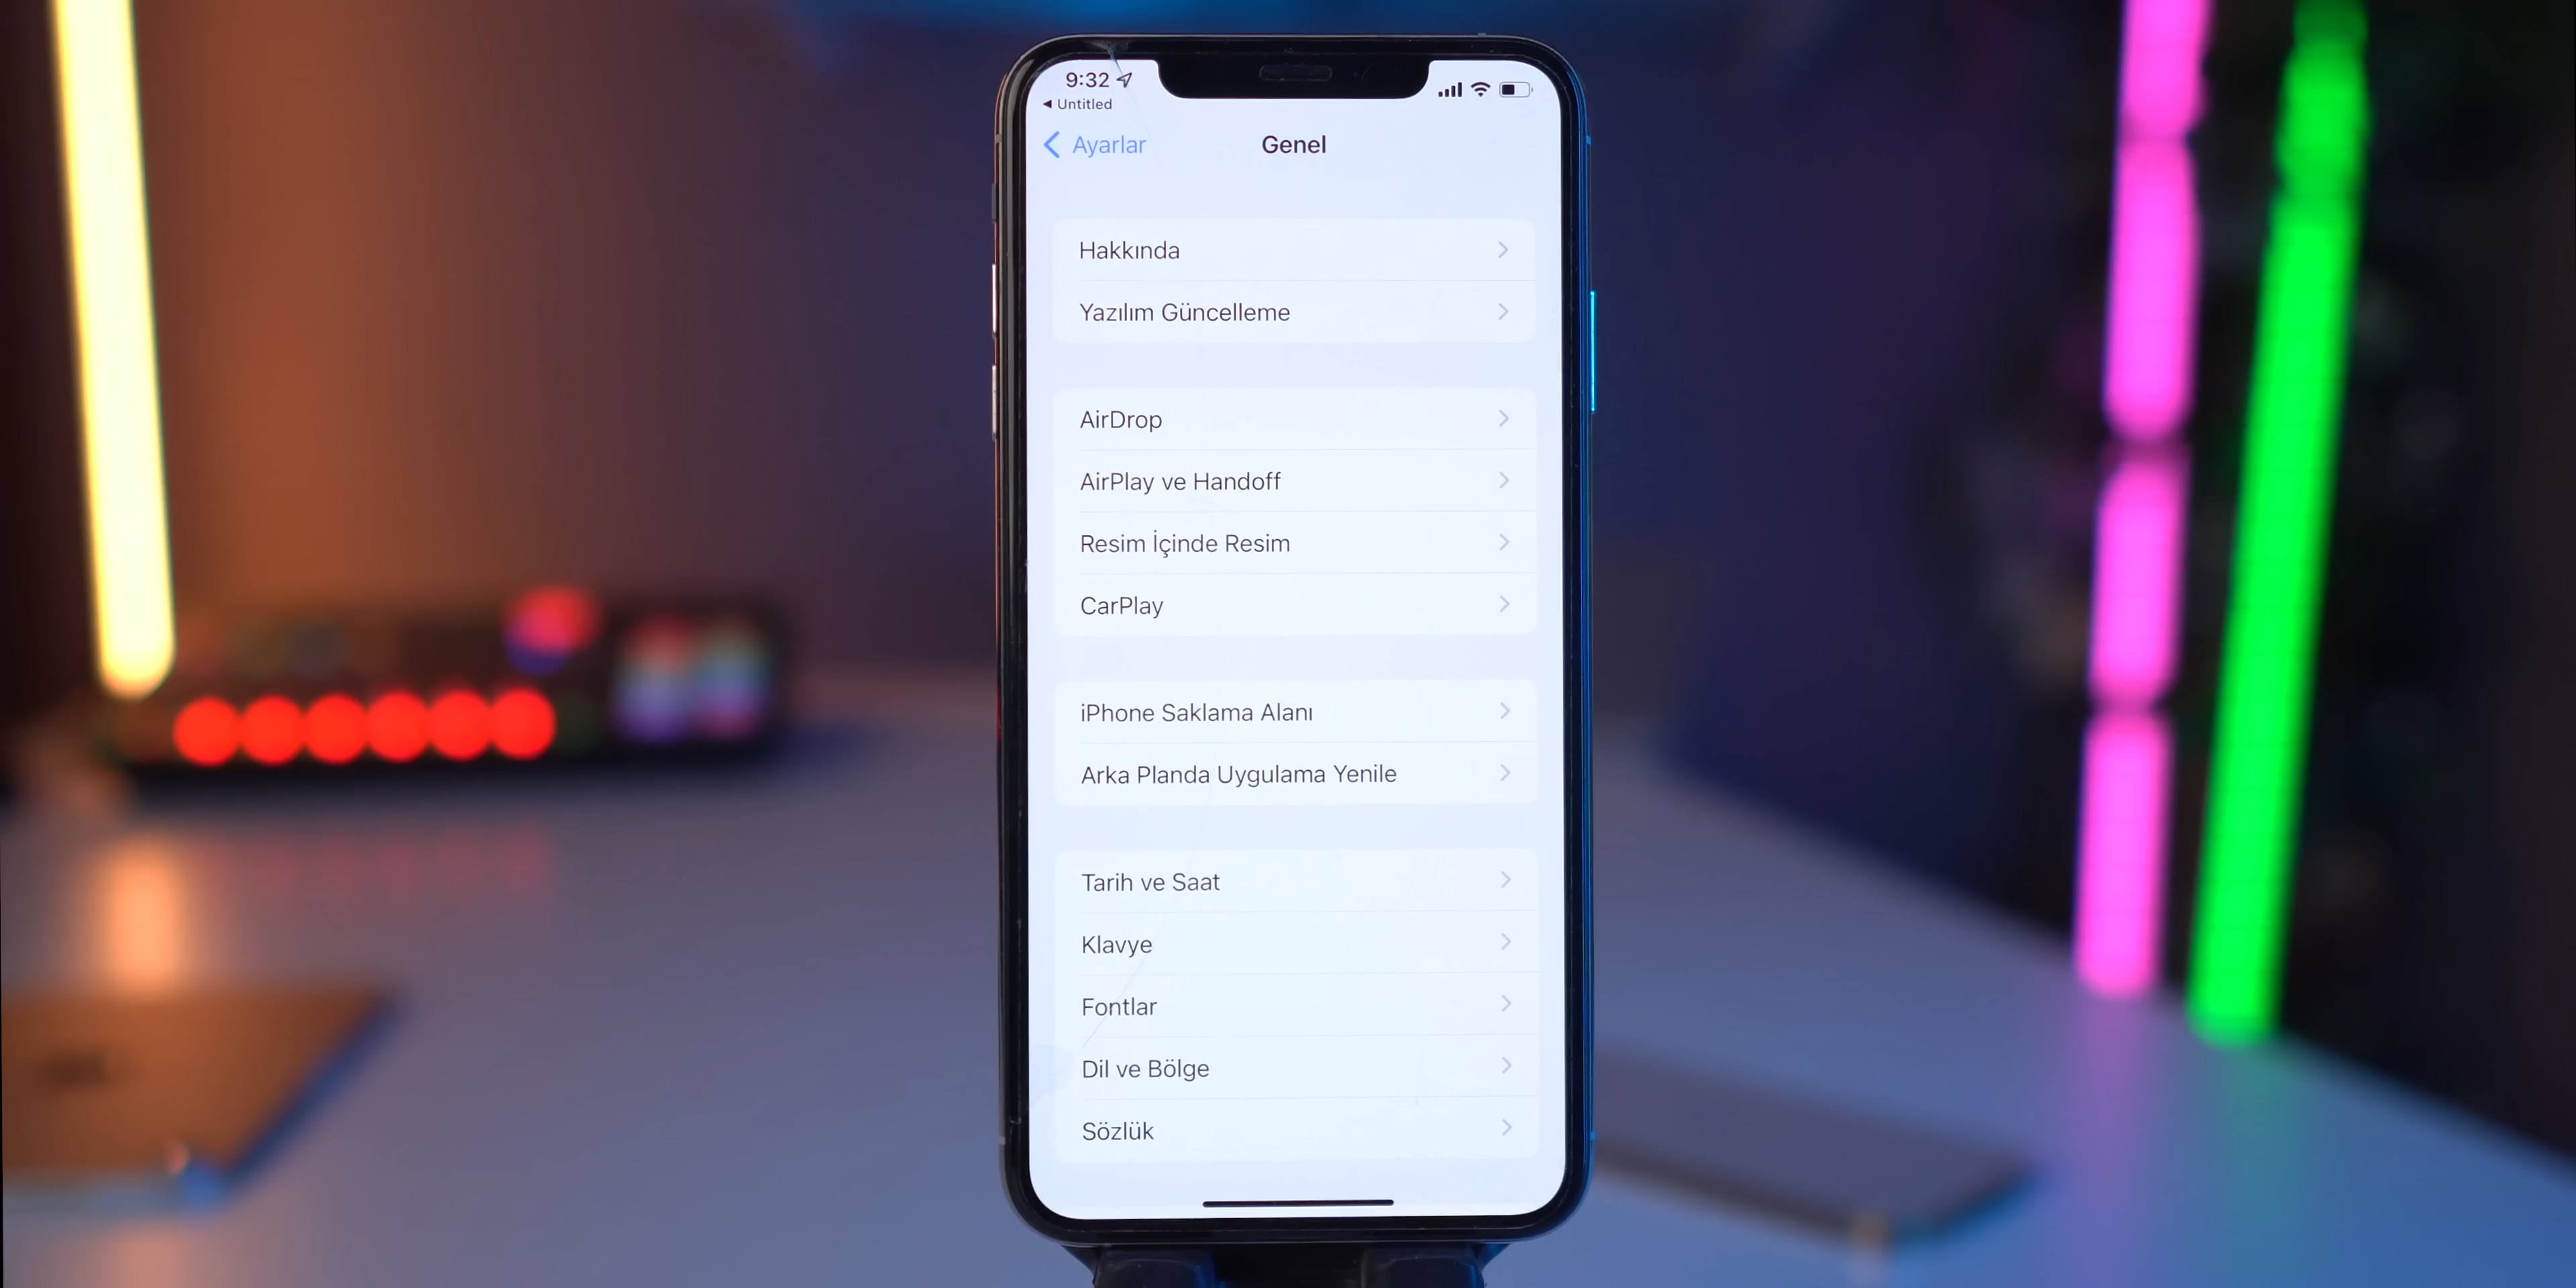 9:32
◀ Untitled
Ayarlar
Genel
Hakkında
Yazılım Güncelleme
AirDrop
AirPlay ve Handoff
Resim İçinde Resim
CarPlay
iPhone Saklama Alanı
Arka Planda Uygulama Yenile
Tarih ve Saat
Klavye
Fontlar
Dil ve Bölge
Sözlük